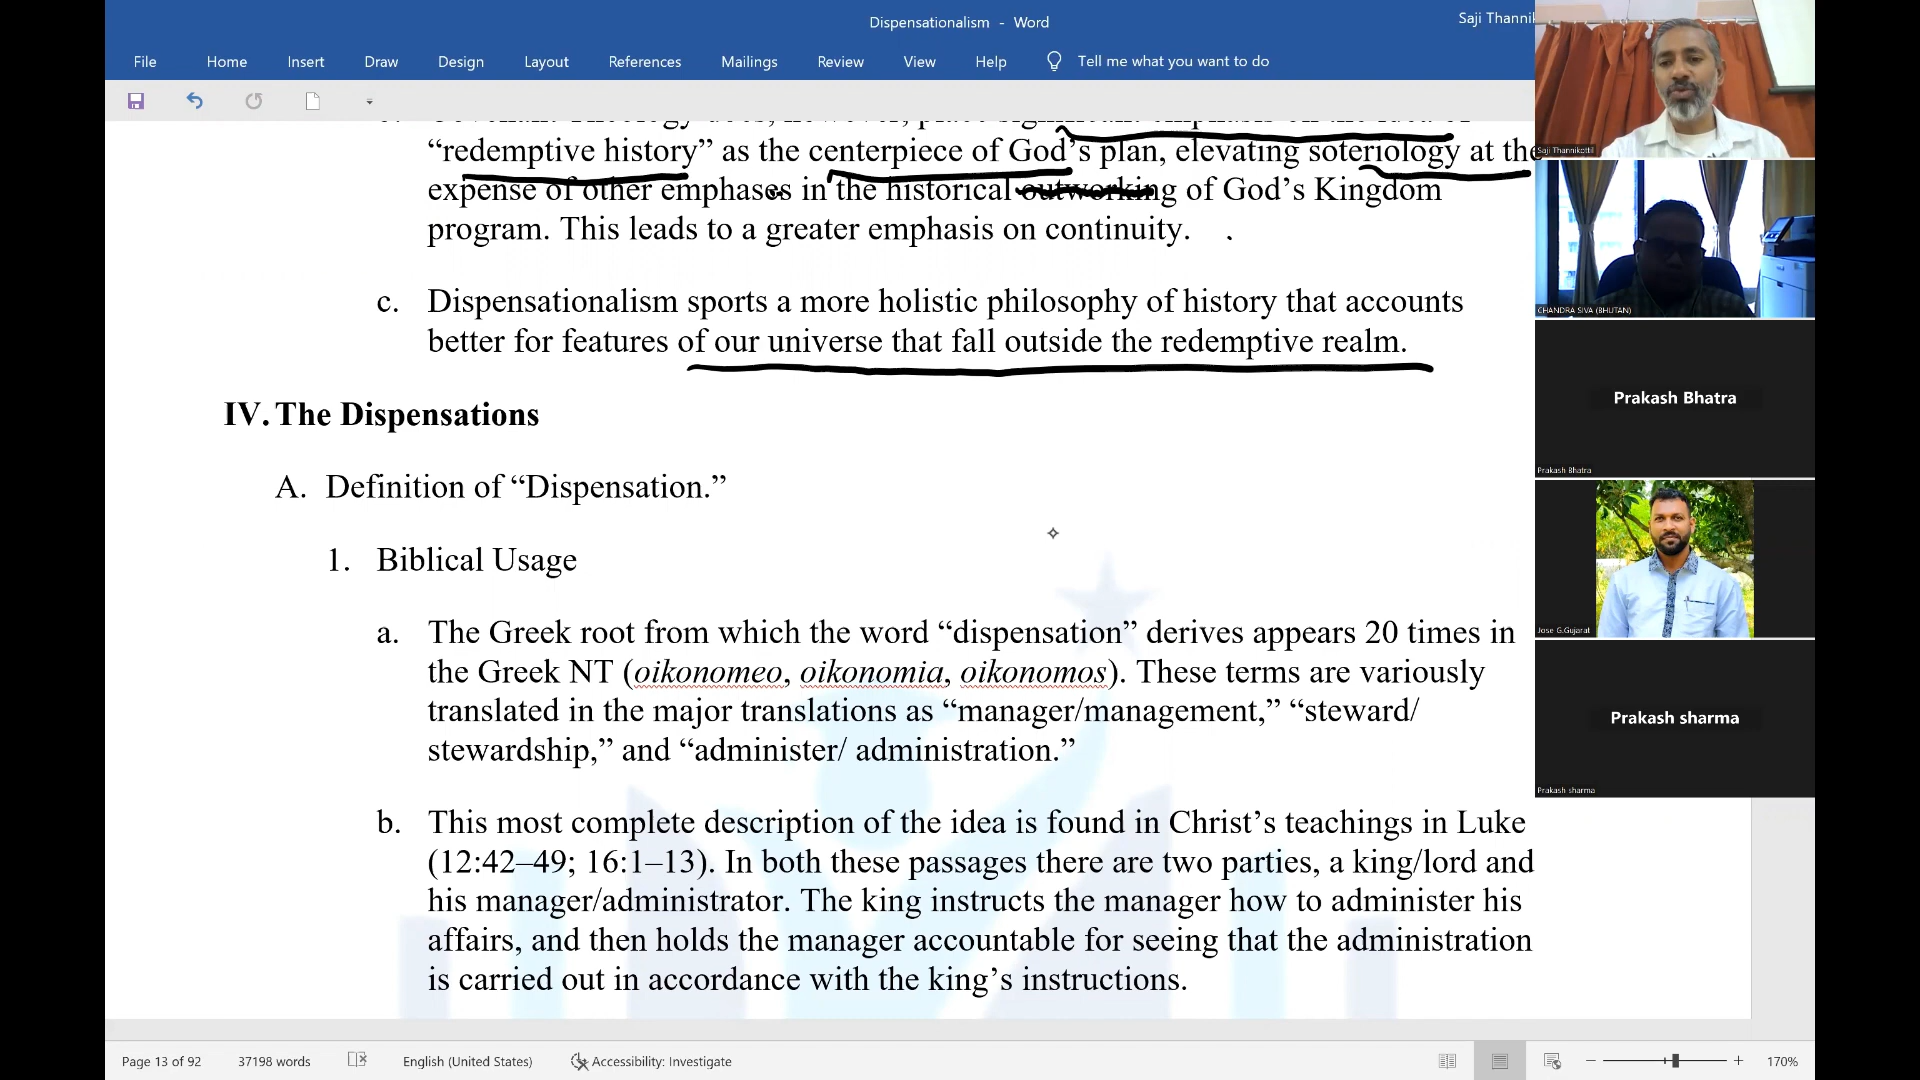 Dispensationalism - Word
Saji Thannik
File Home Insert Draw Design Layout References Mailings Review View Help Tell me what you want to do
“redemptive history” as the centerpiece of God’s plan, elevating soteriology at the
expense of other emphases in the historical outworking of God’s Kingdom
program. This leads to a greater emphasis on continuity.
c. Dispensationalism sports a more holistic philosophy of history that accounts
better for features of our universe that fall outside the redemptive realm.
IV. The Dispensations
A. Definition of “Dispensation.”
1. Biblical Usage
a. The Greek root from which the word “dispensation” derives appears 20 times in
the Greek NT (oikonomeo, oikonomia, oikonomos). These terms are variously
translated in the major translations as “manager/management,” “steward/
stewardship,” and “administer/ administration.”
b. This most complete description of the idea is found in Christ’s teachings in Luke
(12:42–49; 16:1–13). In both these passages there are two parties, a king/lord and
his manager/administrator. The king instructs the manager how to administer his
affairs, and then holds the manager accountable for seeing that the administration
is carried out in accordance with the king’s instructions.
Page 13 of 92 37198 words English (United States) Accessibility: Investigate 170%
Saji Thannikottil
CHANDRA SIVA (BHUTAN)
Prakash Bhatra
Prakash Bhatra
Jose G.Gujarat
Prakash sharma
Prakash sharma